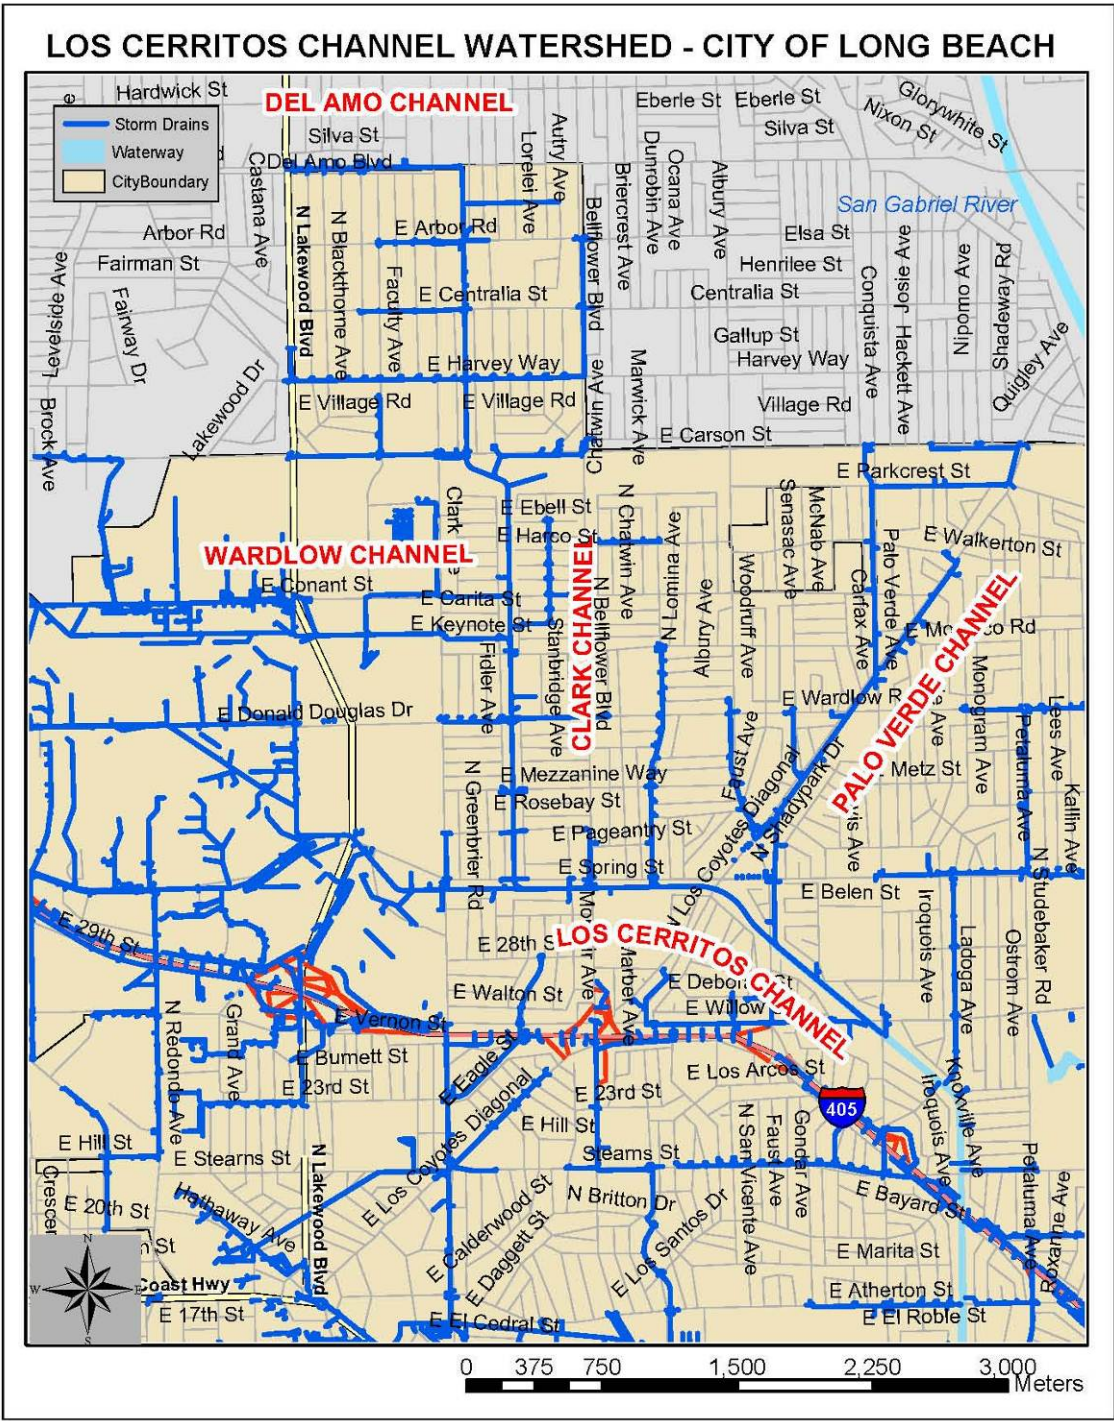 LOS CERRITOS CHANNEL WATERSHED - CITY OF LONG BEACH
Hardwick St
DEL AMO CHANNEL
Eberle St
Eberle St
Glorywhite St
Nixon St
Storm Drains
Waterway
CityBoundary
Silva St
Silva St
Del Amo Blvd
Castana Ave
Lorelei Ave
Autry Ave
Briercrest Ave
Dunrobin Ave
Ocana Ave
Albury Ave
San Gabriel River
Arbor Rd
N Lakewood Blvd
N Blackthorne Ave
E Arbor Rd
Bellflower Blvd
Elsa St
Fairman St
Henrilee St
Levelside Ave
Fairway Dr
Faculty Ave
E Centralia St
Centralia St
Conquista Ave
Josie Ave
Hackett Ave
Nipomo Ave
Shadeway Rd
Quigley Ave
Gallup St
E Harvey Way
Harvey Way
Lakewood Dr
Brock Ave
E Village Rd
E Village Rd
Chatwin Ave
Marwick Ave
Village Rd
E Carson St
E Parkcrest St
Clark
E Ebell St
E Harco St
N Chatwin Ave
N Lomina Ave
Senasac Ave
McNab Ave
Palo Verde Ave
E Walkerton St
WARDLOW CHANNEL
E Conant St
E Carita St
E Keynote St
CLARK CHANNEL
N Bellflower Blvd
Albury Ave
Woodruff Ave
Carfax Ave
Rd
PALO VERDE CHANNEL
Fidler Ave
Stanbridge Ave
E Wardlow R
Monogram Ave
Petaluma Ave
Lees Ave
E Donald Douglas Dr
Faust Ave
E Mezzanine Way
Metz St
N Greenbrier Rd
E Rosebay St
N Shadypark Dr
Kallin Ave
E Pageantry St
N Los Coyotes Diagonal
E Spring St
E Belen St
N Studebaker Rd
E 29th St
E 28th S
LOS CERRITOS CHANNEL
Marber Ave
Iroquois Ave
Ladoga Ave
Ostrom Ave
E Walton St
E Willow
N Redondo Ave
Grand Ave
E Vernon St
E Burnett St
E Eagle St
E Los Arcos St
E 23rd St
E 23rd St
405
Iroquois Ave
Knoxville Ave
E Hill St
E Stearns St
N Lakewood Blvd
E Los Coyotes Diagonal
E Hill St
Stearns St
N San Vicente Ave
Faust Ave
Gondar Ave
Petaluma Ave
Roxanne Ave
E 20th St
Hathaway Ave
E Calderwood St
N Britton Dr
E Los Santos Dr
E Bayard St
E Daggett St
E Marita St
Coast Hwy
E 17th St
E Atherton St
E El Cedral St
E El Roble St
N
W
E
S
0 375 750 1,500 2,250 3,000
Meters